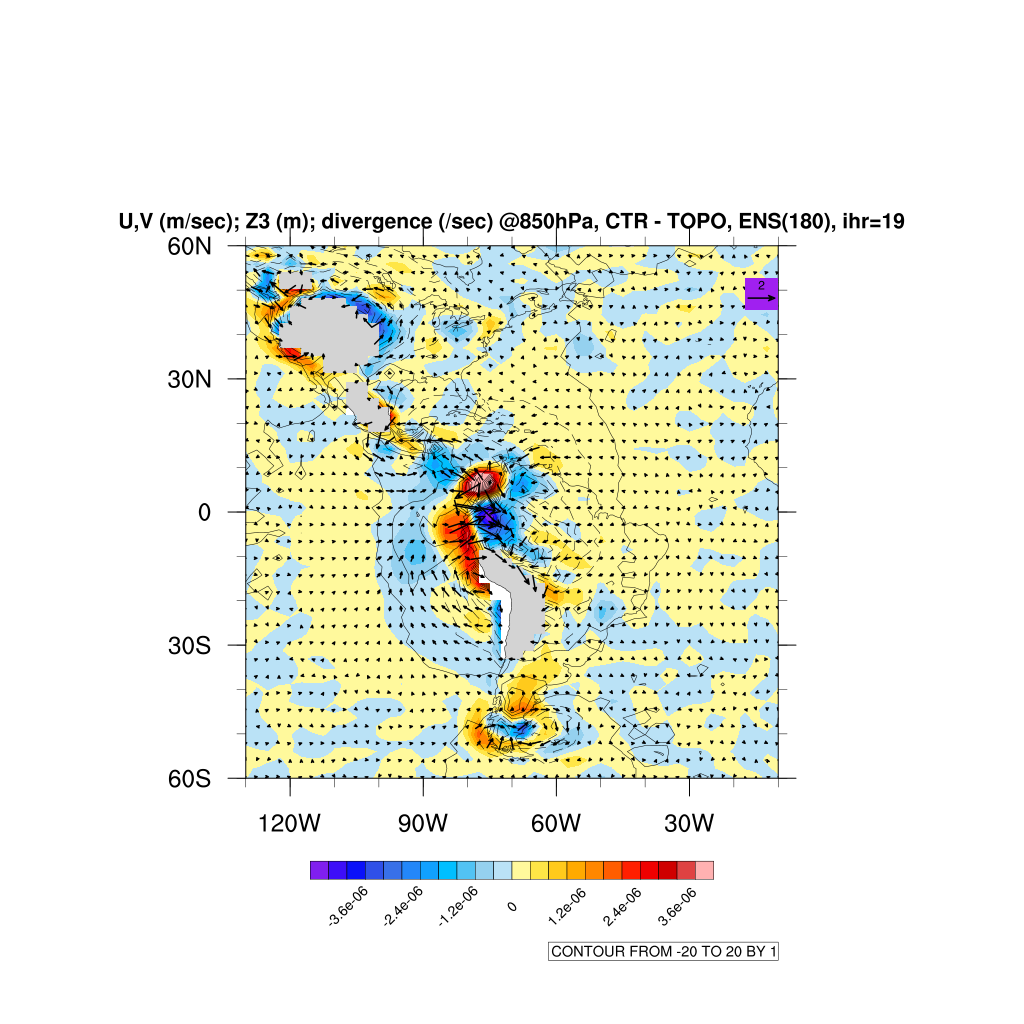 U,V (m/sec); Z3 (m); divergence (/sec) @850hPa, CTR - TOPO, ENS(180), ihr=19
60N
2
30N
0
30S
60S
120W 90W 60W 30W
-3.6e-06 -2.4e-06 -1.2e-06 0 1.2e-06 2.4e-06 3.6e-06
CONTOUR FROM -20 TO 20 BY 1